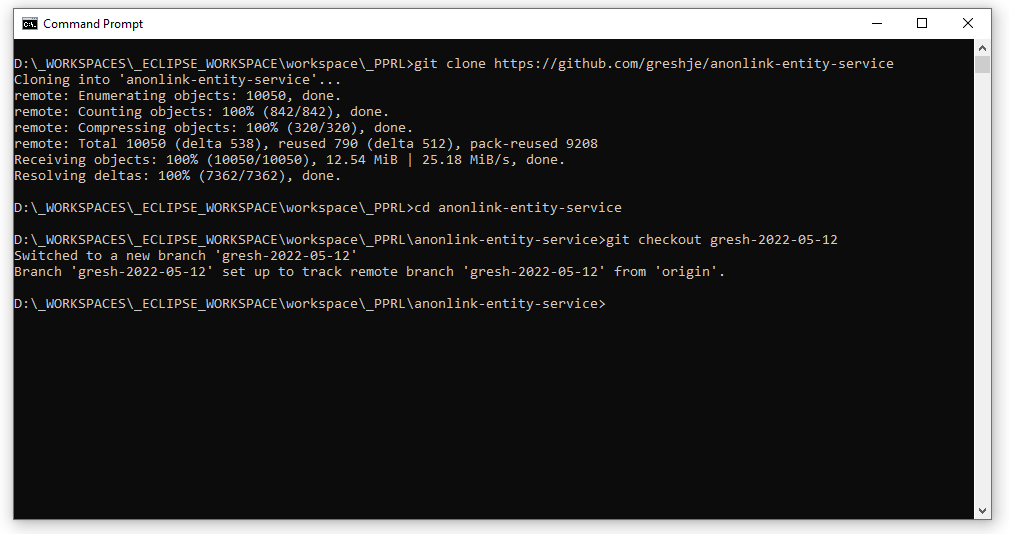 Command Prompt
D:\_WORKSPACES\_ECLIPSE_WORKSPACE\workspace\_PPRL>git clone https://github.com/greshje/anonlink-entity-service
Cloning into 'anonlink-entity-service'...
remote: Enumerating objects: 10050, done.
remote: Counting objects: 100% (842/842), done.
remote: Compressing objects: 100% (320/320), done.
remote: Total 10050 (delta 538), reused 790 (delta 512), pack-reused 9208
Receiving objects: 100% (10050/10050), 12.54 MiB | 25.18 MiB/s, done.
Resolving deltas: 100% (7362/7362), done.
D:\_WORKSPACES\_ECLIPSE_WORKSPACE\workspace\_PPRL>cd anonlink-entity-service
D:\_WORKSPACES\_ECLIPSE_WORKSPACE\workspace\_PPRL\anonlink-entity-service>git checkout gresh-2022-05-12
Switched to a new branch 'gresh-2022-05-12'
Branch 'gresh-2022-05-12' set up to track remote branch 'gresh-2022-05-12' from 'origin'.
D:\_WORKSPACES\_ECLIPSE_WORKSPACE\workspace\_PPRL\anonlink-entity-service>